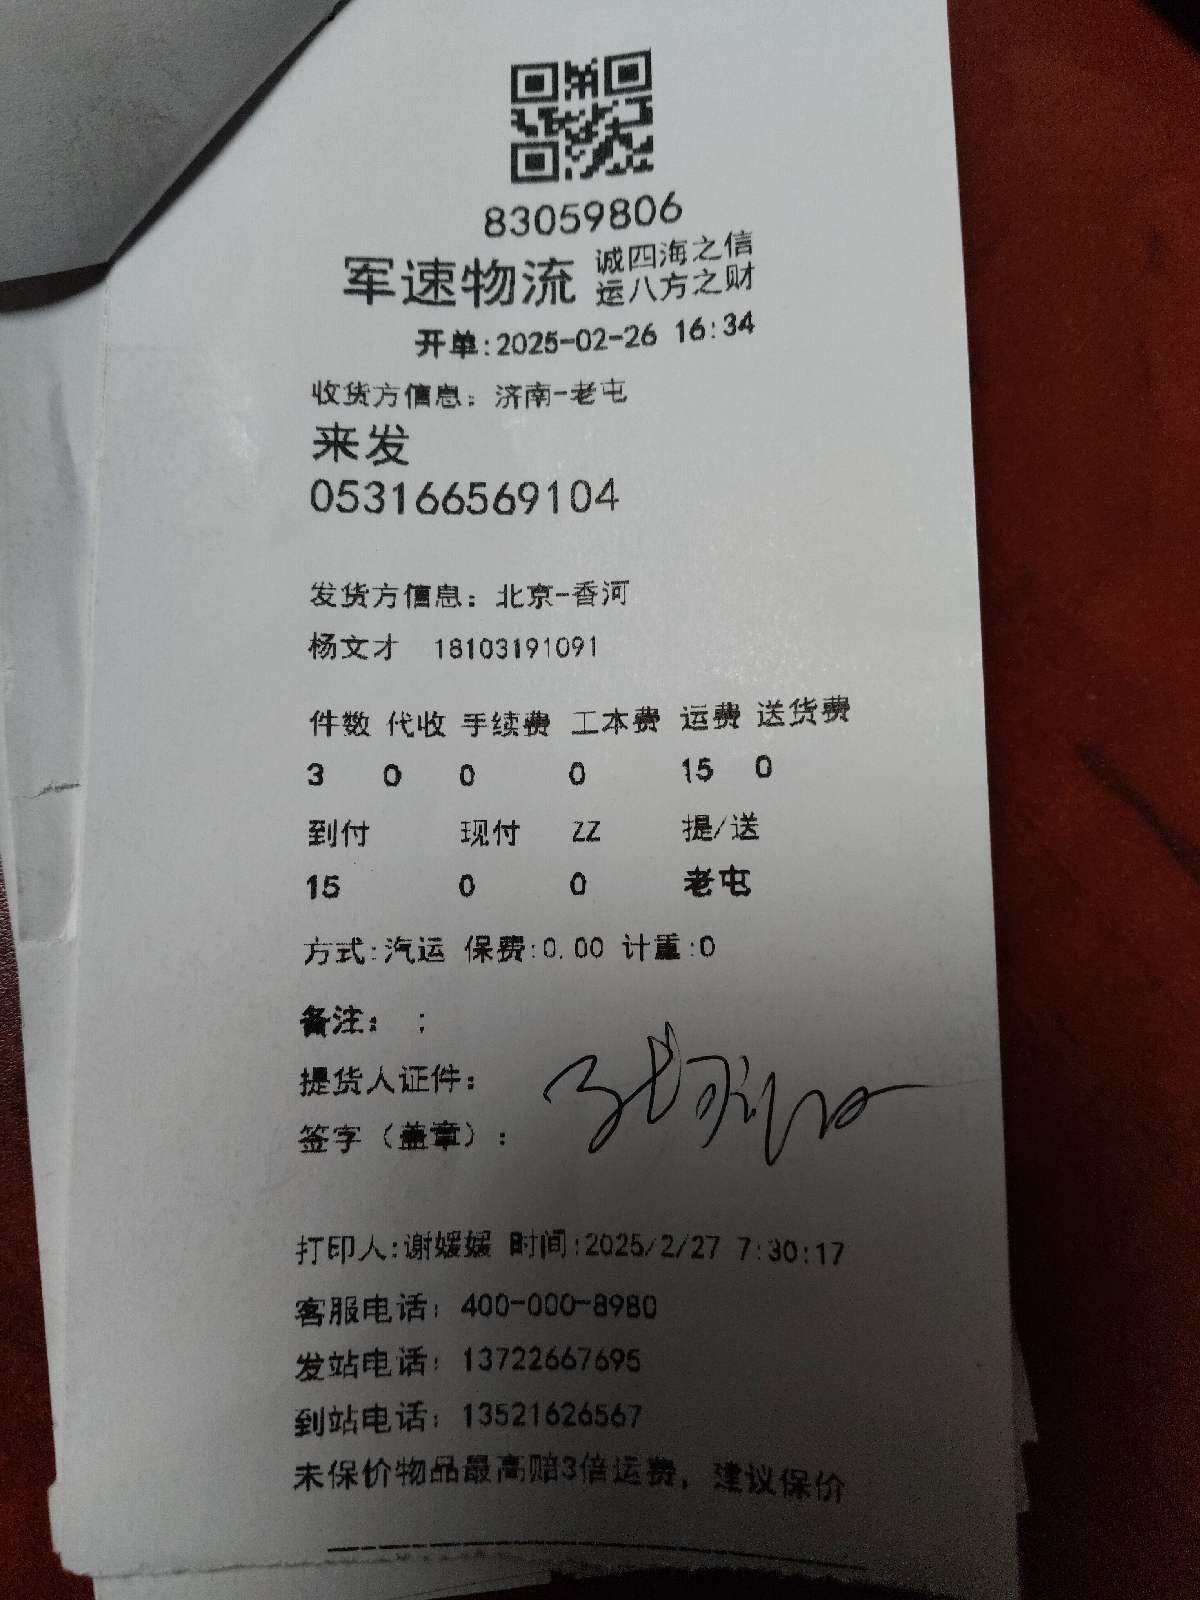 83059806
军速物流 诚四海之信
运八方之财
开单:2025-02-26 16:34
收货方信息：济南-老屯
来发
053166569104
发货方信息：北京-香河
杨文才 18103191091
件数 代收 手续费 工本费 运费 送货费
3 0 0 0 15 0
到付 现付 ZZ 提/送
15 0 0 老屯
方式:汽运 保费:0.00 计重:0
备注： ;
提货人证件：
签字（盖章）：
打印人:谢媛媛 时间:2025/2/27 7:30:17
客服电话：400-000-8980
发站电话：13722667695
到站电话：13521626567
未保价物品最高赔3倍运费，建议保价